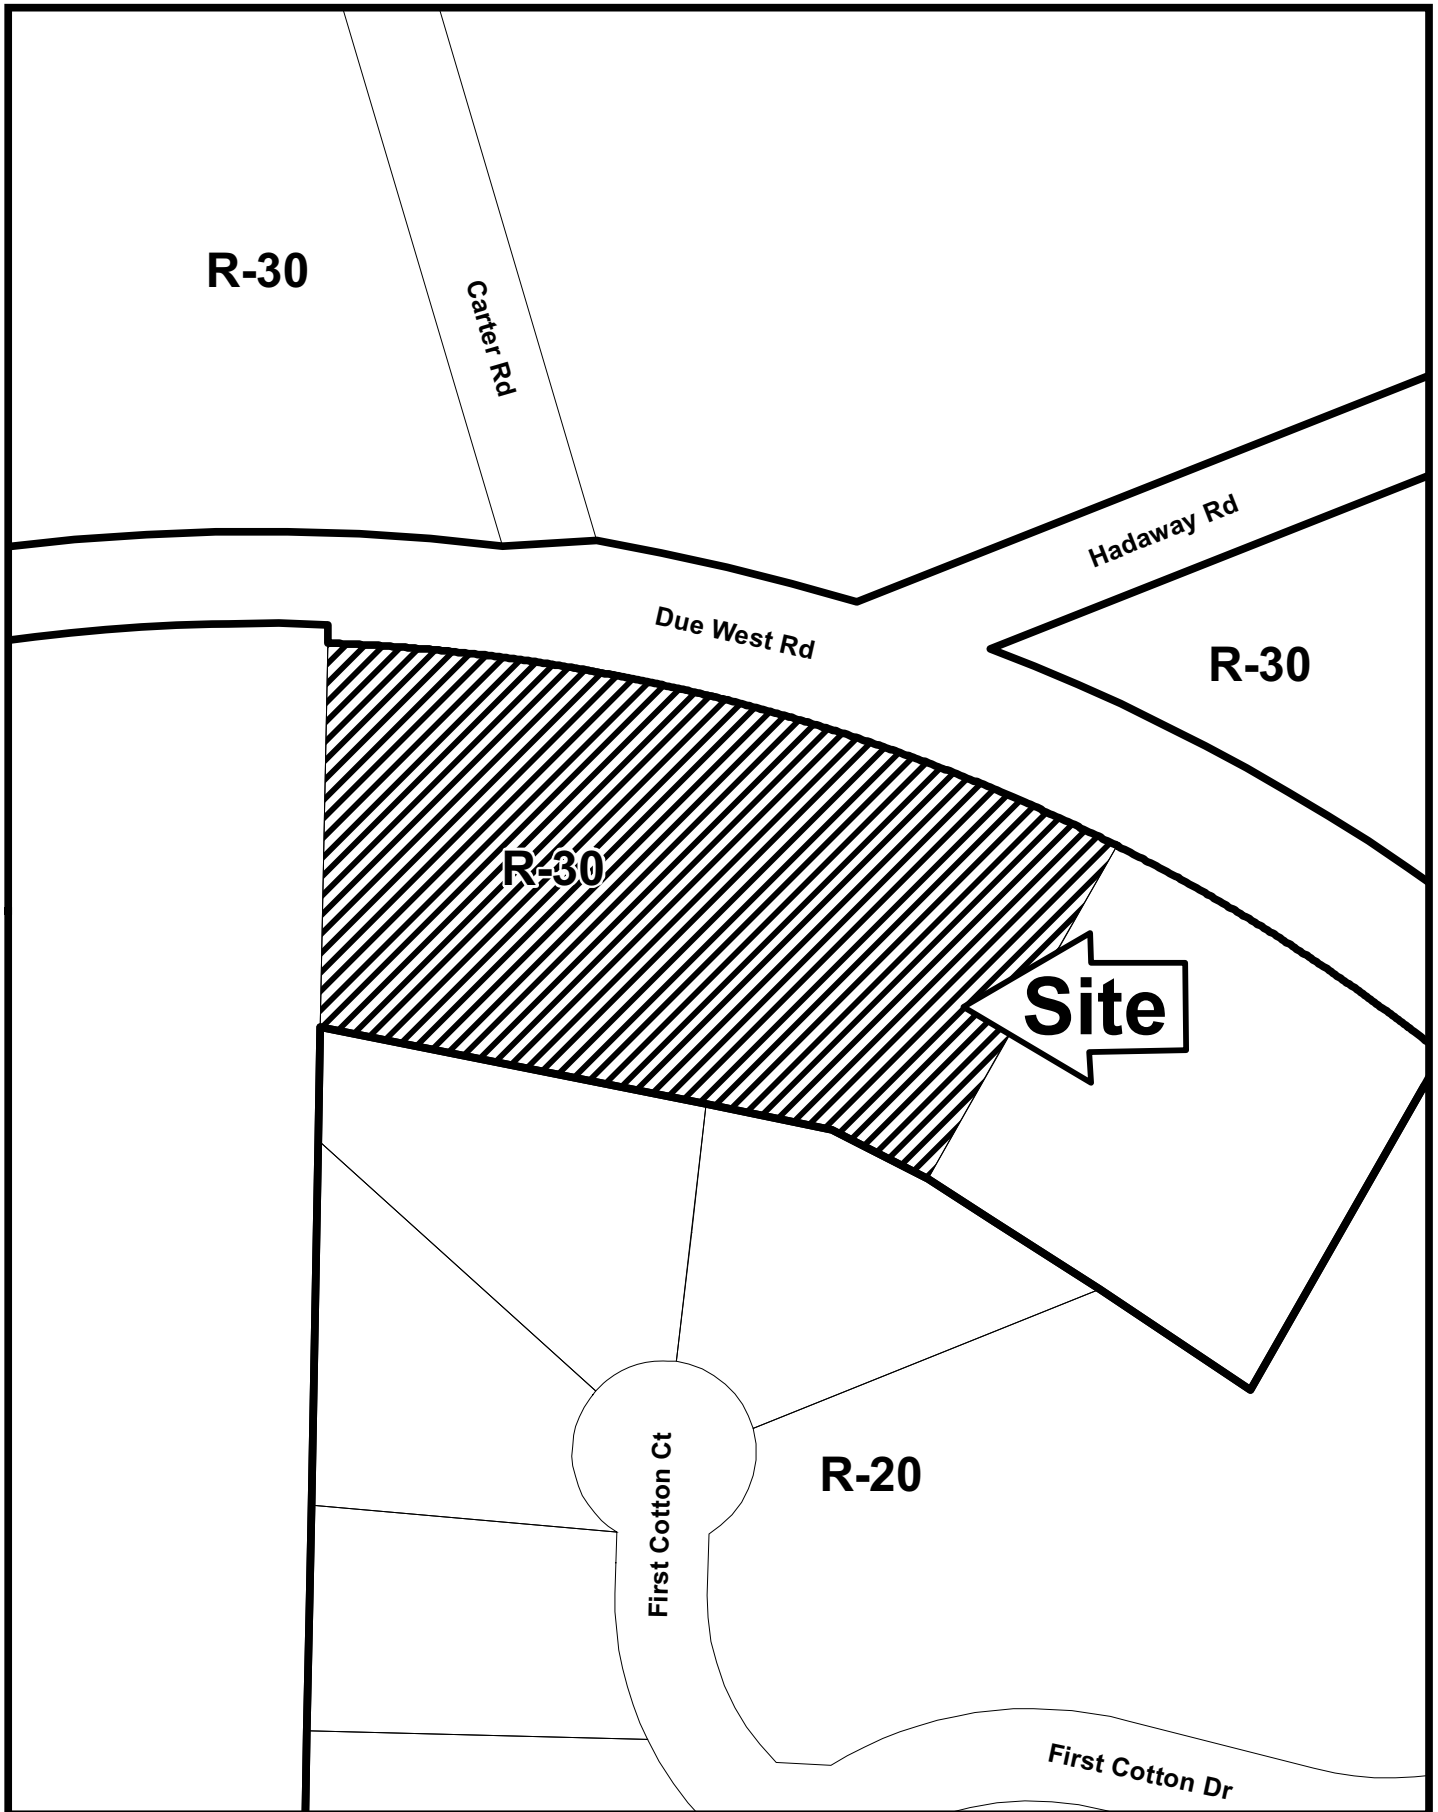 R-30
Carter Rd
Hadaway Rd
Due West Rd
R-30
R-30
Site
First Cotton Ct
R-20
First Cotton Dr